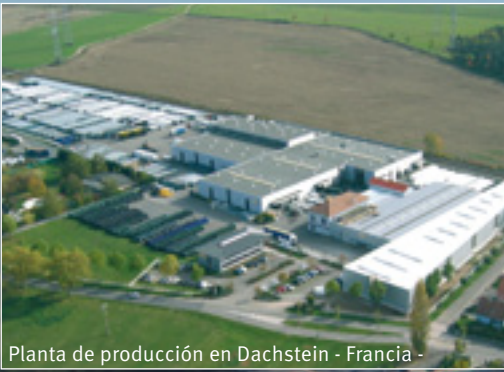 Planta de producción en Dachstein - Francia -